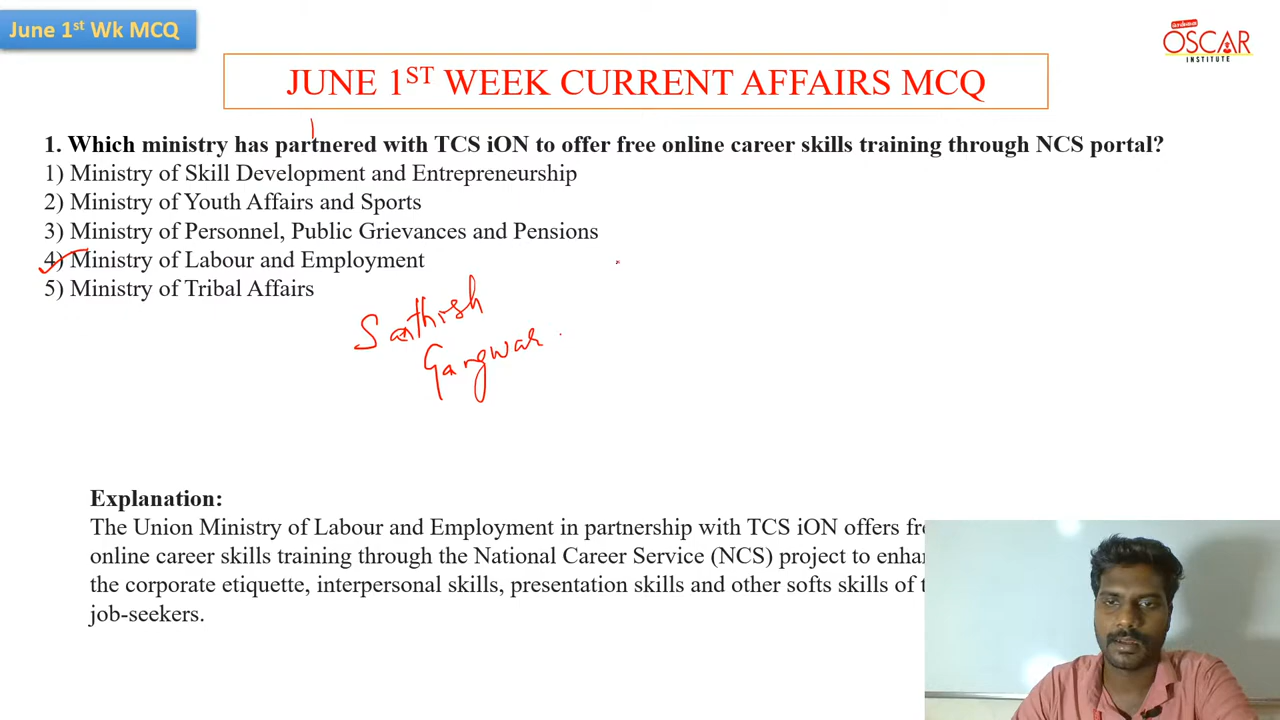 June 1st Wk MCQ
சென்னை
OSCAR
INSTITUTE
JUNE 1ST WEEK CURRENT AFFAIRS MCQ
1. Which ministry has partnered with TCS iON to offer free online career skills training through NCS portal?
1) Ministry of Skill Development and Entrepreneurship
2) Ministry of Youth Affairs and Sports
3) Ministry of Personnel, Public Grievances and Pensions
4) Ministry of Labour and Employment
5) Ministry of Tribal Affairs
Santhish
Gangwar
Explanation:
The Union Ministry of Labour and Employment in partnership with TCS iON offers fre
online career skills training through the National Career Service (NCS) project to enhan
the corporate etiquette, interpersonal skills, presentation skills and other softs skills of t
job-seekers.